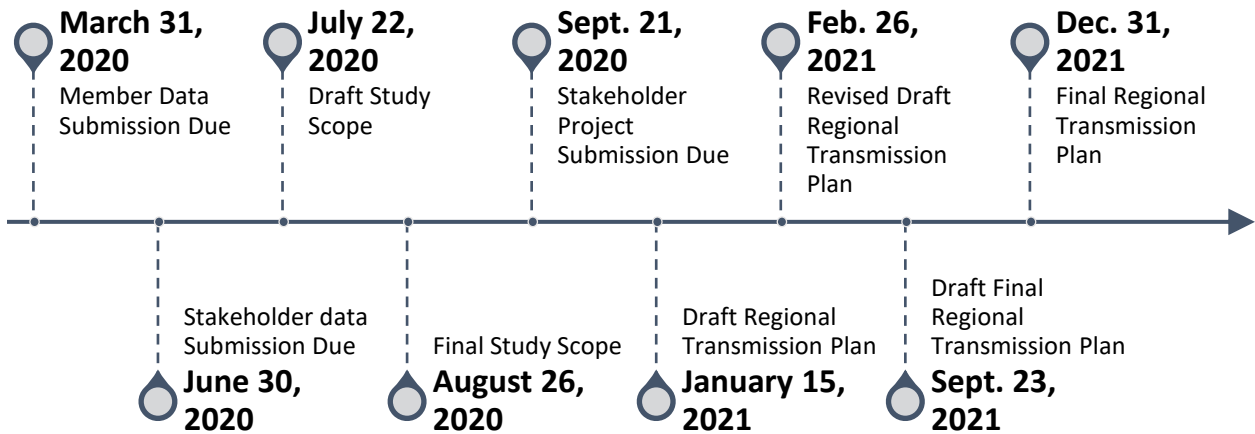 March 31,
2020
Member Data
Submission Due
July 22,
2020
Draft Study
Scope
Sept. 21,
2020
Stakeholder
Project
Submission Due
Feb. 26,
2021
Revised Draft
Regional
Transmission
Plan
Dec. 31,
2021
Final Regional
Transmission
Plan
Stakeholder data
Submission Due
June 30,
2020
Final Study Scope
August 26,
2020
Draft Regional
Transmission Plan
January 15,
2021
Draft Final
Regional
Transmission Plan
Sept. 23,
2021